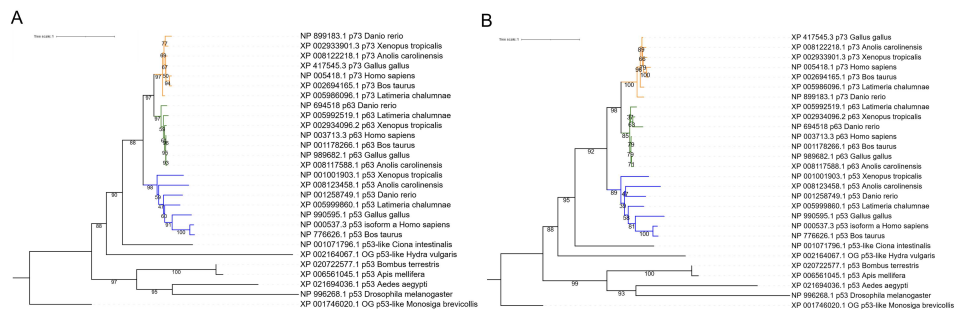 A
Tree scale: 1
NP 899183.1 p73 Danio rerio
XP 002933901.3 p73 Xenopus tropicalis
XP 008122218.1 p73 Anolis carolinensis
XP 417545.3 p73 Gallus gallus
NP 005418.1 p73 Homo sapiens
XP 002694165.1 p73 Bos taurus
XP 005986096.1 p73 Latimeria chalumnae
NP 694518 p63 Danio rerio
XP 005992519.1 p63 Latimeria chalumnae
XP 002934096.2 p63 Xenopus tropicalis
NP 003713.3 p63 Homo sapiens
NP 001178266.1 p63 Bos taurus
NP 989682.1 p63 Gallus gallus
XP 008117588.1 p63 Anolis carolinensis
NP 001001903.1 p53 Xenopus tropicalis
XP 008123458.1 p53 Anolis carolinensis
NP 001258749.1 p53 Danio rerio
XP 005999860.1 p53 Latimeria chalumnae
NP 990595.1 p53 Gallus gallus
NP 000537.3 p53 isoform a Homo sapiens
NP 776626.1 p53 Bos taurus
NP 001071796.1 p53-like Ciona intestinalis
XP 002164067.1 OG p53-like Hydra vulgaris
XP 020722577.1 p53 Bombus terrestris
XP 006561045.1 p53 Apis mellifera
XP 021694036.1 p53 Aedes aegypti
NP 996268.1 p53 Drosophila melanogaster
XP 001746020.1 OG p53-like Monosiga brevicollis
77
69
67
97
97
97
88
98
90
88
60
91
100
100
97
95
B
Tree scale: 1
XP 417545.3 p73 Gallus gallus
XP 008122218.1 p73 Anolis carolinensis
XP 002933901.3 p73 Xenopus tropicalis
NP 005418.1 p73 Homo sapiens
XP 002694165.1 p73 Bos taurus
XP 005986096.1 p73 Latimeria chalumnae
NP 899183.1 p73 Danio rerio
XP 005992519.1 p63 Latimeria chalumnae
XP 002934096.2 p63 Xenopus tropicalis
NP 694518 p63 Danio rerio
NP 003713.3 p63 Homo sapiens
NP 001178266.1 p63 Bos taurus
NP 989682.1 p63 Gallus gallus
XP 008117588.1 p63 Anolis carolinensis
NP 001001903.1 p53 Xenopus tropicalis
XP 008123454.1 p53 Anolis carolinensis
NP 001258749.1 p53 Danio rerio
XP 005999860.1 p53 Latimeria chalumnae
NP 990595.1 p53 Gallus gallus
NP 000537.3 p53 isoform a Homo sapiens
NP 776626.1 p53 Bos taurus
NP 001071796.1 p53-like Ciona intestinalis
XP 002164067.1 OG p53-like Hydra vulgaris
XP 020722577.1 p53 Bombus terrestris
XP 006561045.1 p53 Apis mellifera
XP 021694036.1 p53 Aedes aegypti
NP 996268.1 p53 Drosophila melanogaster
XP 001746020.1 OG p53-like Monosiga brevicollis
100
100
98
85
92
89
95
88
58
81
100
100
99
93